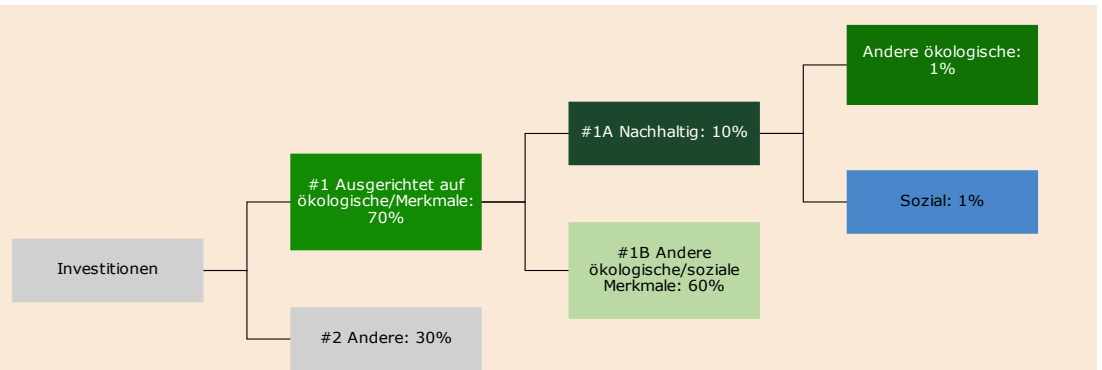 Investitionen
#1 Ausgerichtet auf
ökologische/Merkmale:
70%
#2 Andere: 30%
#1A Nachhaltig: 10%
#1B Andere
ökologische/soziale
Merkmale: 60%
Andere ökologische:
1%
Sozial: 1%